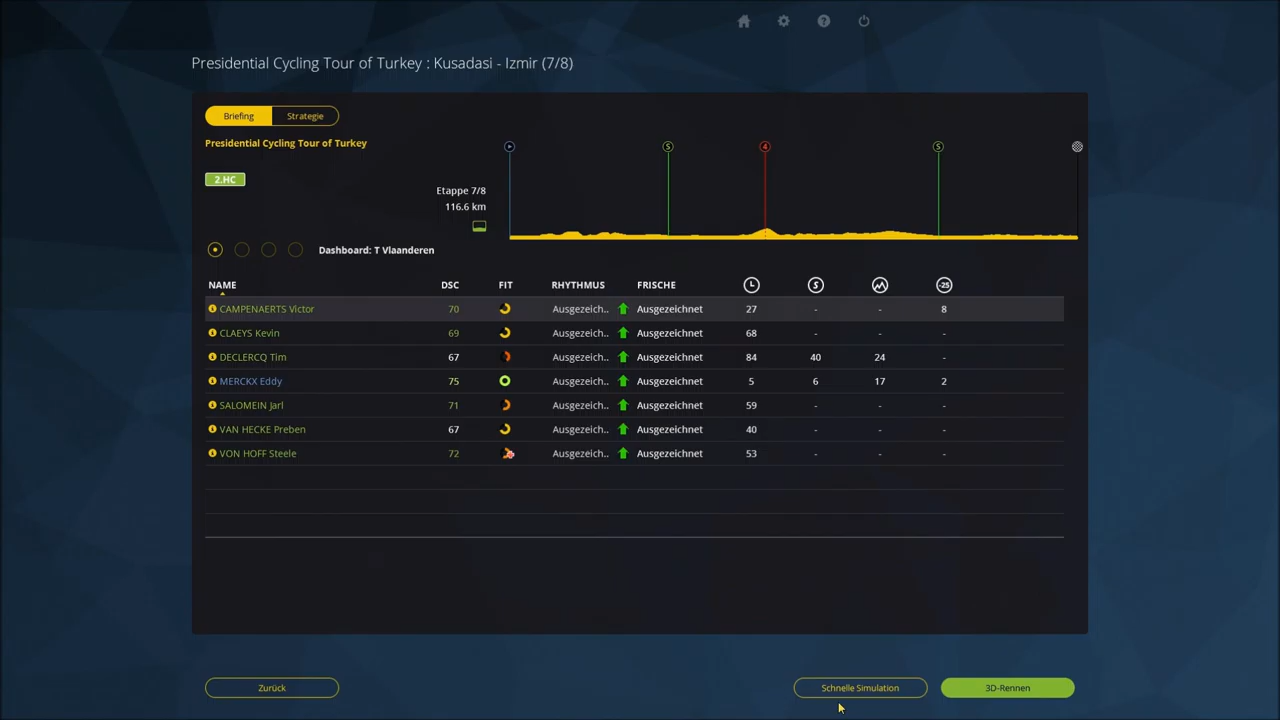 Presidential Cycling Tour of Turkey : Kusadasi - Izmir (7/8)
Briefing Strategie
Presidential Cycling Tour of Turkey
S 4 S
2.HC
Etappe 7/8
116.6 km
Dashboard: T Vlaanderen
NAME DSC FIT RHYTHMUS FRISCHE S -25
CAMPENAERTS Victor 70 Ausgezeich.. Ausgezeichnet 27 - - 8
CLAEYS Kevin 69 Ausgezeich.. Ausgezeichnet 68 - - -
DECLERCQ Tim 67 Ausgezeich.. Ausgezeichnet 84 40 24 -
MERCKX Eddy 75 Ausgezeich.. Ausgezeichnet 5 6 17 2
SALOMEIN Jarl 71 Ausgezeich.. Ausgezeichnet 59 - - -
VAN HECKE Preben 67 Ausgezeich.. Ausgezeichnet 40 - - -
VON HOFF Steele 72 Ausgezeich.. Ausgezeichnet 53 - - -
Zurück Schnelle Simulation 3D-Rennen